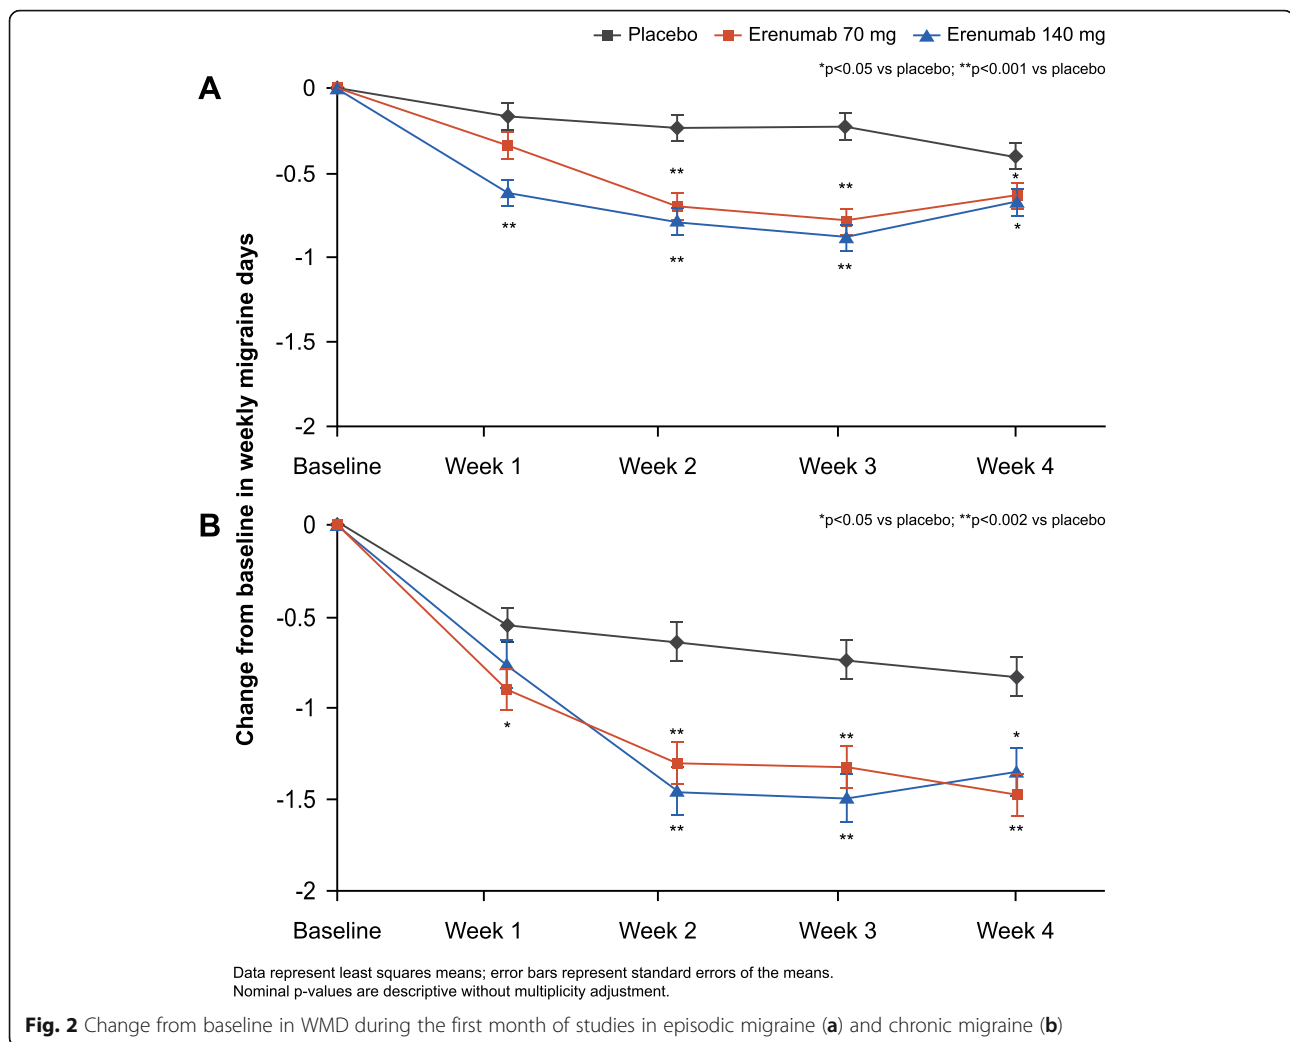 Placebo Erenumab 70 mg Erenumab 140 mg
*p<0.05 vs placebo; **p<0.001 vs placebo
A
Change from baseline in weekly migraine days
0
-0.5
-1
-1.5
-2
**
**
**
**
**
*
*
Baseline Week 1 Week 2 Week 3 Week 4
B
*p<0.05 vs placebo; **p<0.002 vs placebo
0
-0.5
-1
-1.5
-2
*
**
**
*
**
**
**
Baseline Week 1 Week 2 Week 3 Week 4
Data represent least squares means; error bars represent standard errors of the means.
Nominal p-values are descriptive without multiplicity adjustment.
Fig. 2 Change from baseline in WMD during the first month of studies in episodic migraine (a) and chronic migraine (b)